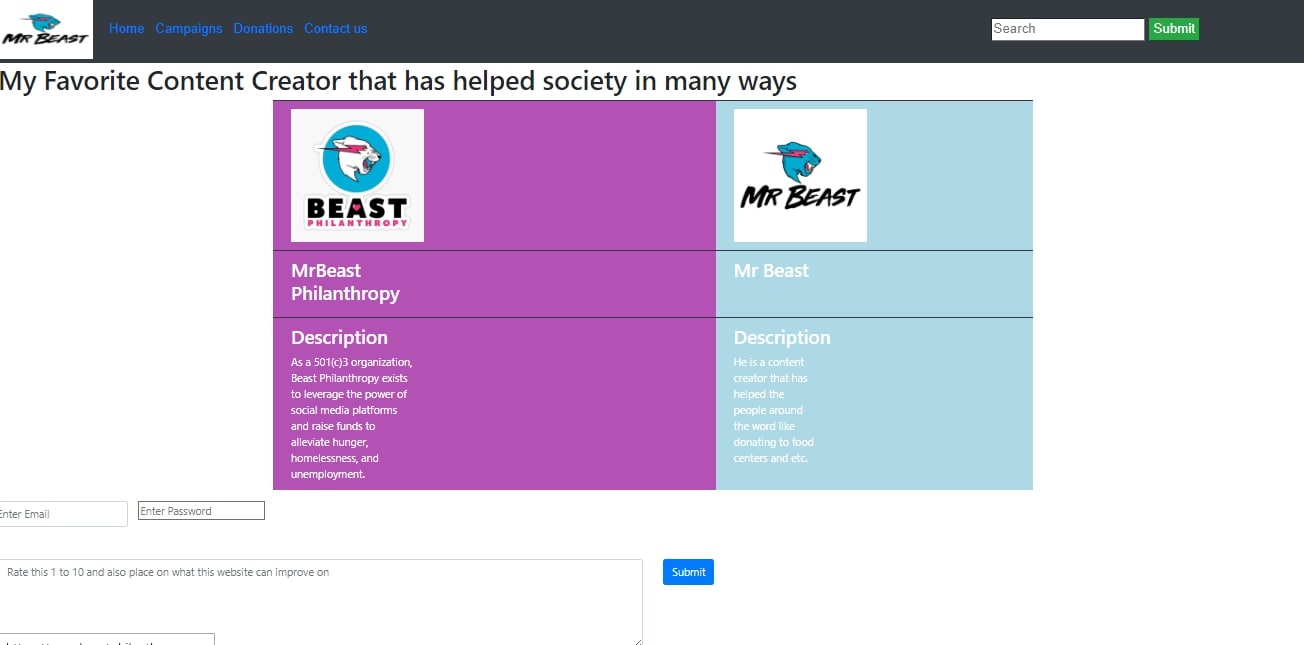 MR BEAST
Home Campaigns Donations Contact us
Search Submit
My Favorite Content Creator that has helped society in many ways
BEAST
PHILANTHROPY
MR BEAST
MrBeast
Philanthropy
Mr Beast
Description
As a 501(c)3 organization,
Beast Philanthropy exists
to leverage the power of
social media platforms
and raise funds to
alleviate hunger,
homelessness, and
unemployment.
Description
He is a content
creator that has
helped the
people around
the word like
donating to food
centers and etc.
Enter Email
Enter Password
Rate this 1 to 10 and also place on what this website can improve on
Submit